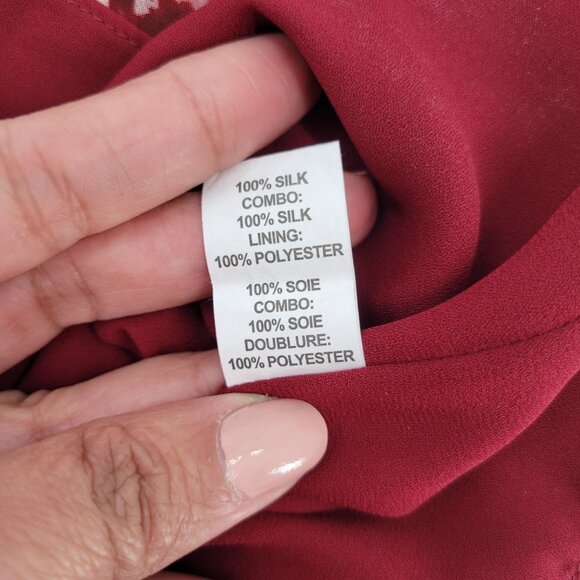 100% SILK
COMBO:
100% SILK
LINING:
100% POLYESTER
100% SOIE
COMBO:
100% SOIE
DOUBLURE:
100% POLYESTER